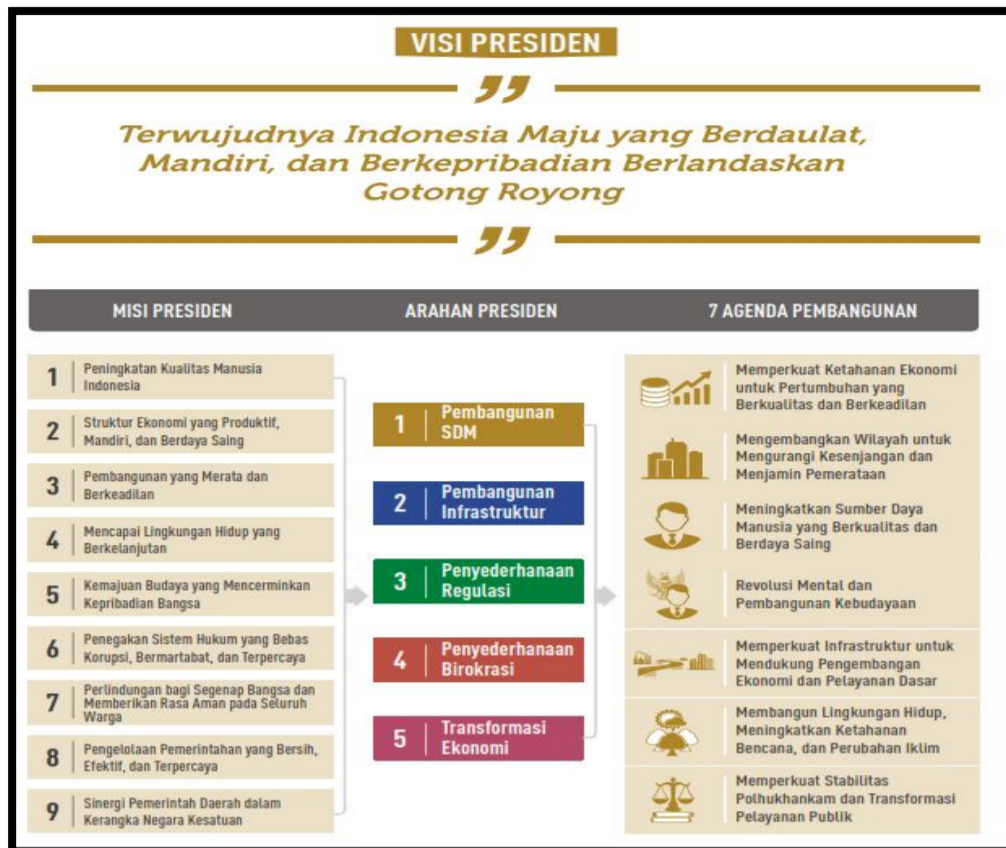 VISI PRESIDEN
Terwujudnya Indonesia Maju yang Berdaulat,
Mandiri, dan Berkepribadian Berlandaskan
Gotong Royong
MISI PRESIDEN
1
Peningkatan Kualitas Manusia
Indonesia
2
Struktur Ekonomi yang Produktif,
Mandiri, dan Berdaya Saing
3
Pembangunan yang Merata dan
Berkeadilan
4
Mencapai Lingkungan Hidup yang
Berkelanjutan
5
Kemajuan Budaya yang Mencerminkan
Kepribadian Bangsa
6
Penegakan Sistem Hukum yang Bebas
Korupsi, Bermartabat, dan Terpercaya
7
Perlindungan bagi Segenap Bangsa dan
Memberikan Rasa Aman pada Seluruh
Warga
8
Pengelolaan Pemerintahan yang Bersih,
Efektif, dan Terpercaya
9
Sinergi Pemerintah Daerah dalam
Kerangka Negara Kesatuan
ARAHAN PRESIDEN
1
Pembangunan
SDM
2
Pembangunan
Infrastruktur
3
Penyederhanaan
Regulasi
4
Penyederhanaan
Birokrasi
5
Transformasi
Ekonomi
7 AGENDA PEMBANGUNAN
Memperkuat Ketahanan Ekonomi
untuk Pertumbuhan yang
Berkualitas dan Berkeadilan
Mengembangkan Wilayah untuk
Mengurangi Kesenjangan dan
Menjamin Pemerataan
Meningkatkan Sumber Daya
Manusia yang Berkualitas dan
Berdaya Saing
Revolusi Mental dan
Pembangunan Kebudayaan
Memperkuat Infrastruktur untuk
Mendukung Pengembangan
Ekonomi dan Pelayanan Dasar
Membangun Lingkungan Hidup,
Meningkatkan Ketahanan
Bencana, dan Perubahan Iklim
Memperkuat Stabilitas
Polhukhankam dan Transformasi
Pelayanan Publik